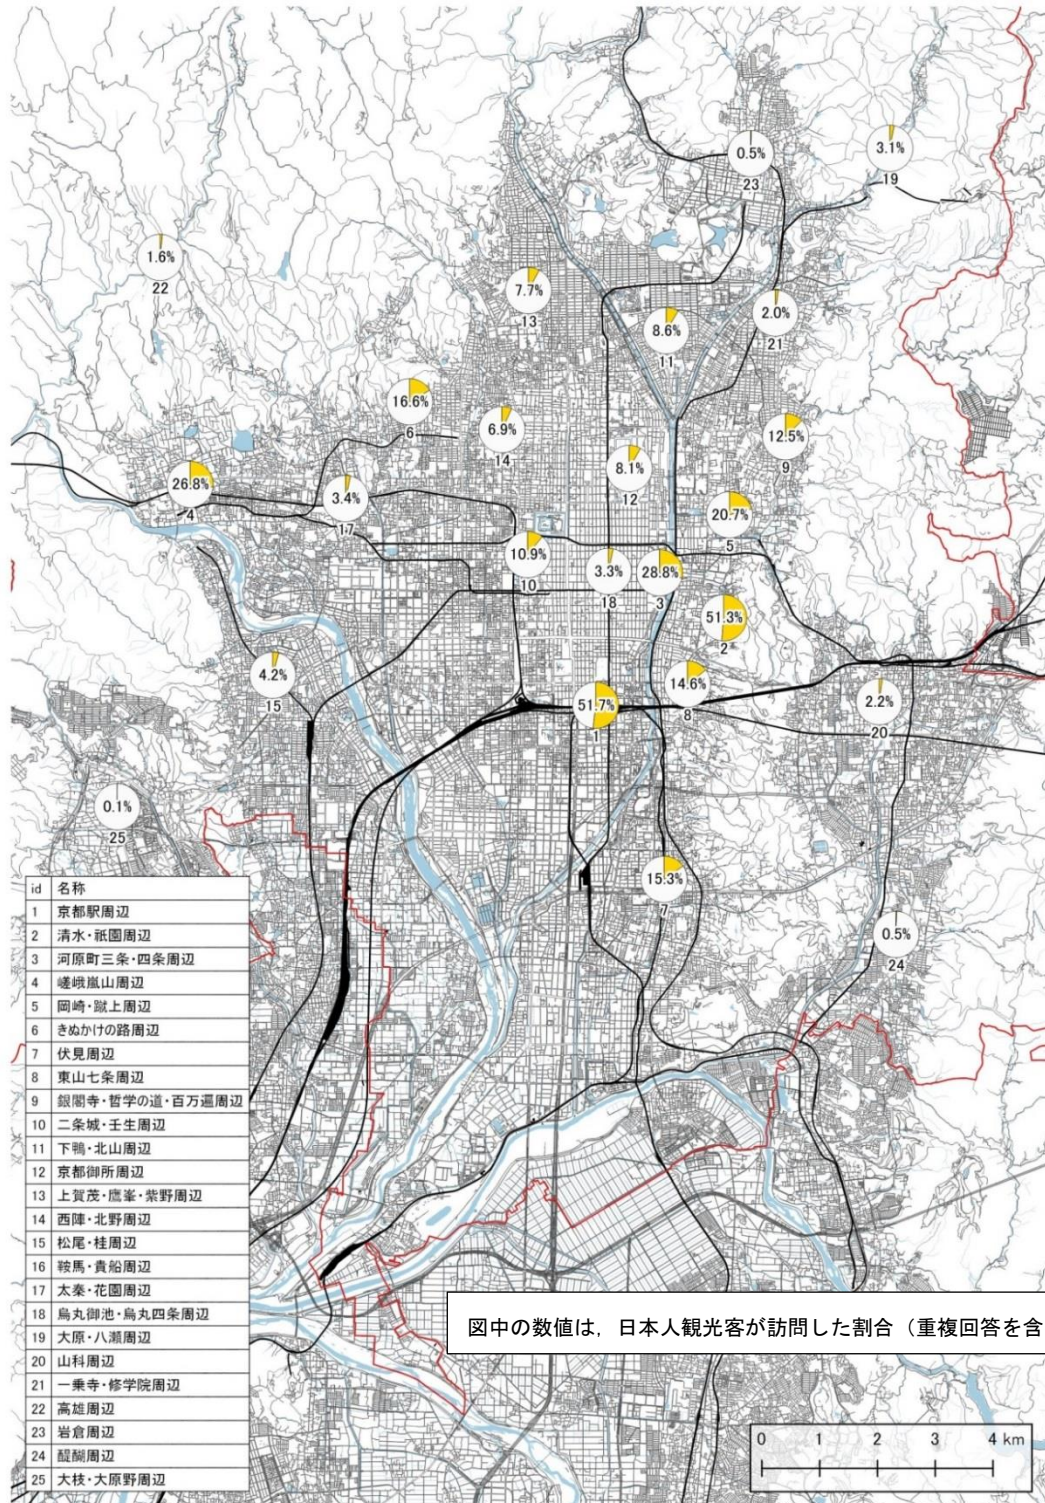 0.5%
23
3.1%
19
1.6%
22
7.7%
13
8.6%
11
2.0%
21
16.6%
6
6.9%
14
12.5%
9
8.1%
12
26.8%
4
3.4%
17
20.7%
5
10.9%
10
3.3%
18
28.8%
3
51.3%
2
4.2%
15
14.6%
8
51.7%
1
2.2%
20
0.1%
25
15.3%
7
0.5%
24
id 名称
1 京都駅周辺
2 清水・祇園周辺
3 河原町三条・四条周辺
4 嵯峨嵐山周辺
5 岡崎・蹴上周辺
6 きぬかけの路周辺
7 伏見周辺
8 東山七条周辺
9 銀閣寺・哲学の道・百万遍周辺
10 二条城・壬生周辺
11 下鴨・北山周辺
12 京都御所周辺
13 上賀茂・鷹峯・紫野周辺
14 西陣・北野周辺
15 松尾・桂周辺
16 鞍馬・貴船周辺
17 太秦・花園周辺
18 烏丸御池・烏丸四条周辺
19 大原・八瀬周辺
20 山科周辺
21 一乗寺・修学院周辺
22 高雄周辺
23 岩倉周辺
24 醍醐周辺
25 大枝・大原野周辺
図中の数値は，日本人観光客が訪問した割合（重複回答を含
0 1 2 3 4 km